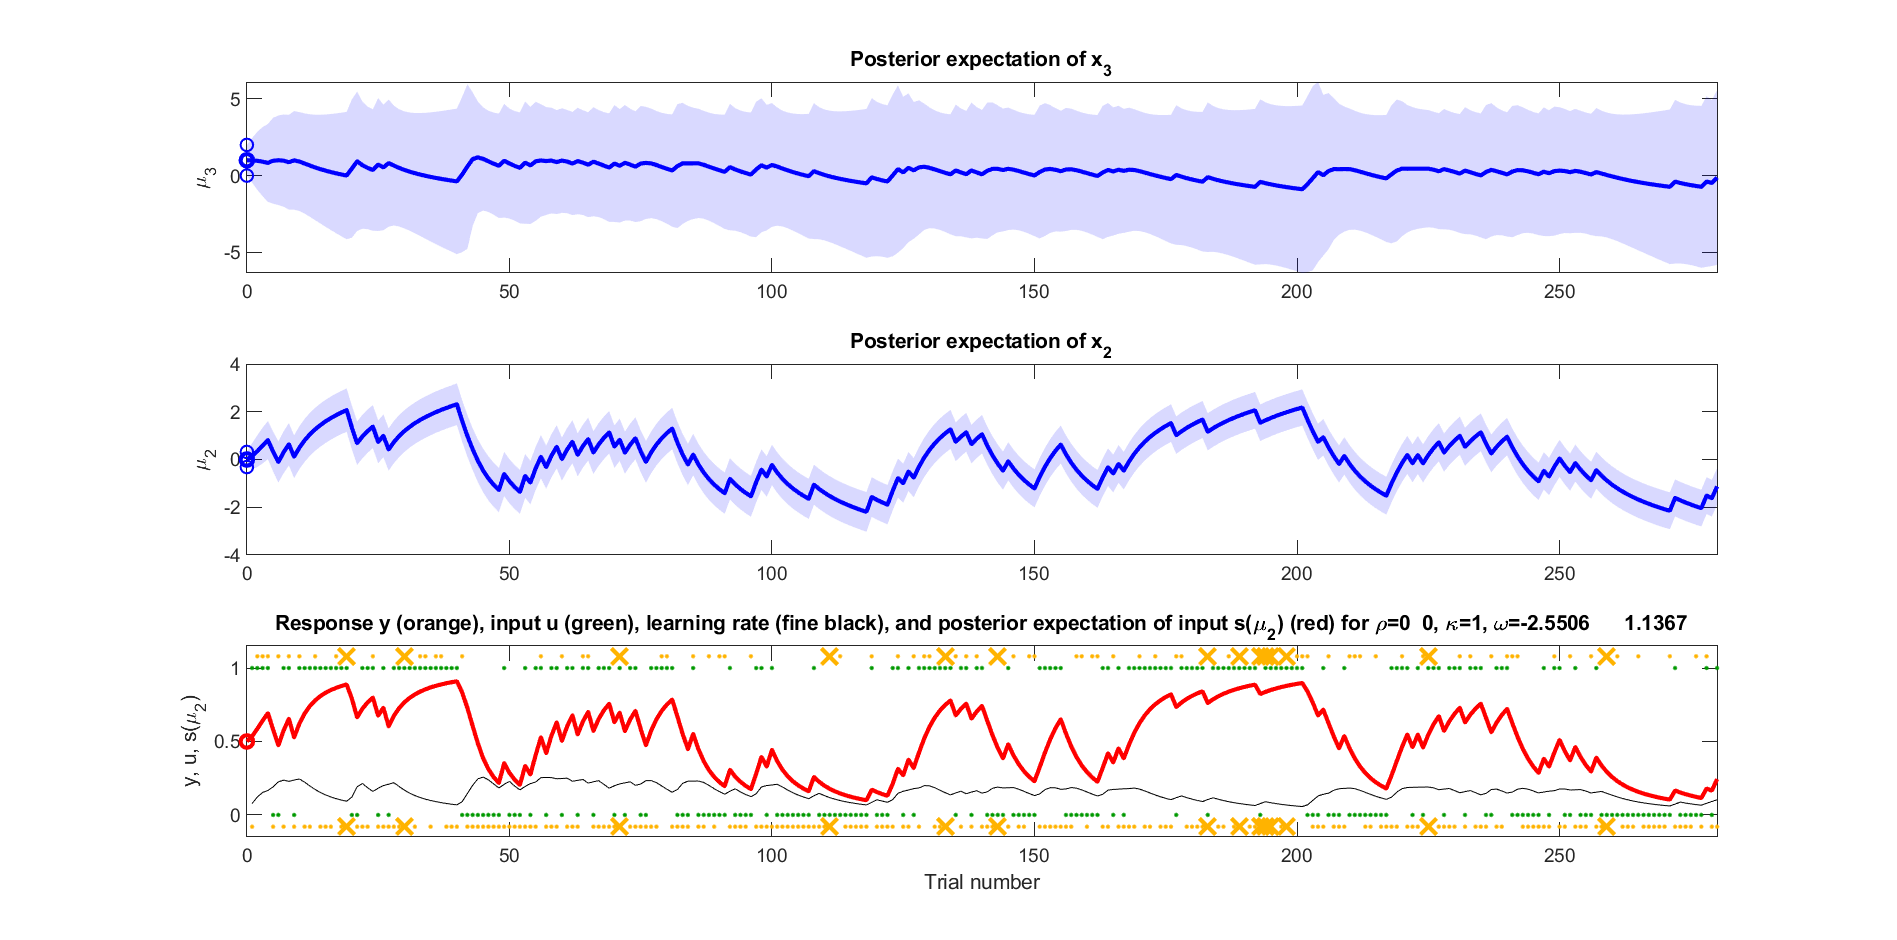 Posterior expectation of x3
μ3
5
0
-5
0 50 100 150 200 250
Posterior expectation of x2
μ2
4
2
0
-2
-4
0 50 100 150 200 250
Response y (orange), input u (green), learning rate (fine black), and posterior expectation of input s(μ2) (red) for ρ=0 0, κ=1, ω=-2.5506 1.1367
y, u, s(μ2)
1
0.5
0
0 50 100 150 200 250
Trial number